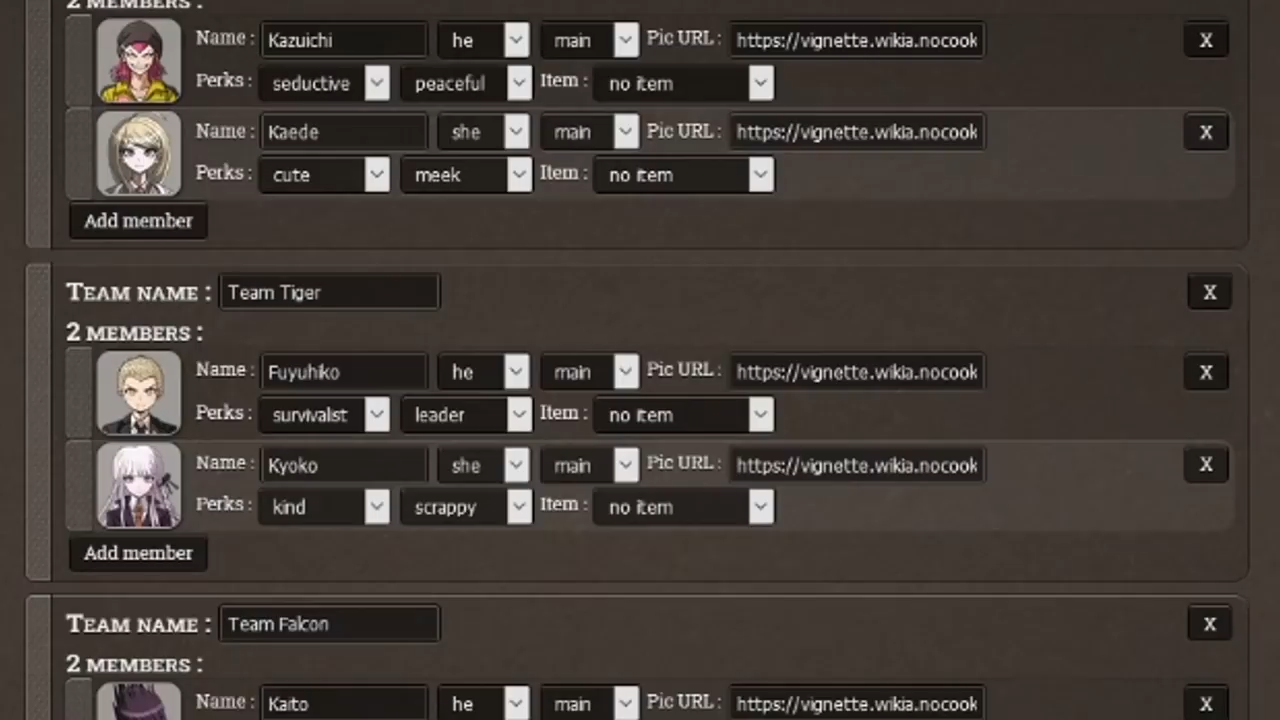 2 MEMBERS :
Name : Kazuichi he main Pic URL : https://vignette.wikia.nocook X
Perks : seductive peaceful Item : no item
Name : Kaede she main Pic URL : https://vignette.wikia.nocook X
Perks : cute meek Item : no item
Add member
TEAM NAME : Team Tiger X
2 MEMBERS :
Name : Fuyuhiko he main Pic URL : https://vignette.wikia.nocook X
Perks : survivalist leader Item : no item
Name : Kyoko she main Pic URL : https://vignette.wikia.nocook X
Perks : kind scrappy Item : no item
Add member
TEAM NAME : Team Falcon X
2 MEMBERS :
Name : Kaito he main Pic URL : https://vignette.wikia.nocook X